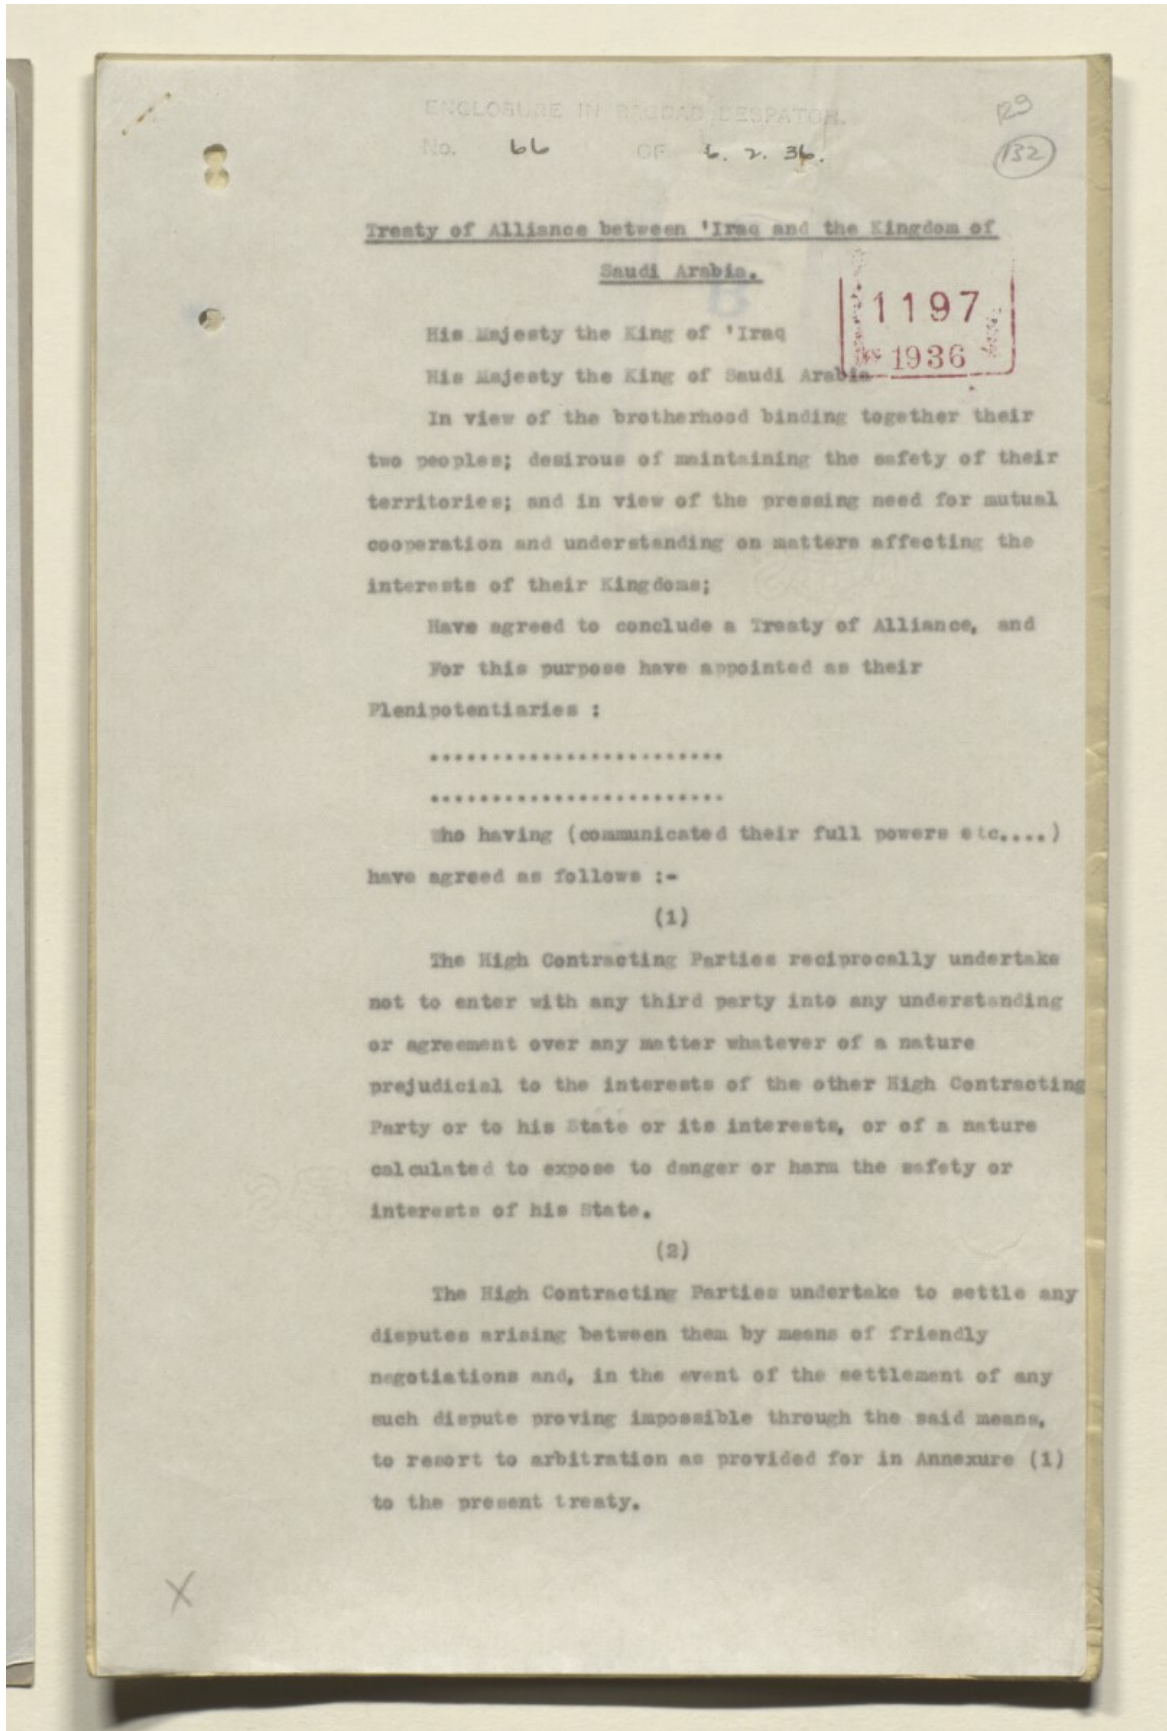 ENCLOSURE IN BAGDAD DESPATCH.
No. 66 OF 6. 2. 36.
129
132
Treaty of Alliance between 'Iraq and the Kingdom of
Saudi Arabia.
1197
1936
His Majesty the King of 'Iraq
His Majesty the King of Saudi Arabia
In view of the brotherhood binding together their
two peoples; desirous of maintaining the safety of their
territories; and in view of the pressing need for mutual
cooperation and understanding on matters affecting the
interests of their Kingdoms;
Have agreed to conclude a Treaty of Alliance, and
For this purpose have appointed as their
Plenipotentiaries :
........................
........................
Who having (communicated their full powers etc....)
have agreed as follows :-
(1)
The High Contracting Parties reciprocally undertake
not to enter with any third party into any understanding
or agreement over any matter whatever of a nature
prejudicial to the interests of the other High Contracting
Party or to his State or its interests, or of a nature
calculated to expose to danger or harm the safety or
interests of his State.
(2)
The High Contracting Parties undertake to settle any
disputes arising between them by means of friendly
negotiations and, in the event of the settlement of any
such dispute proving impossible through the said means,
to resort to arbitration as provided for in Annexure (1)
to the present treaty.
X